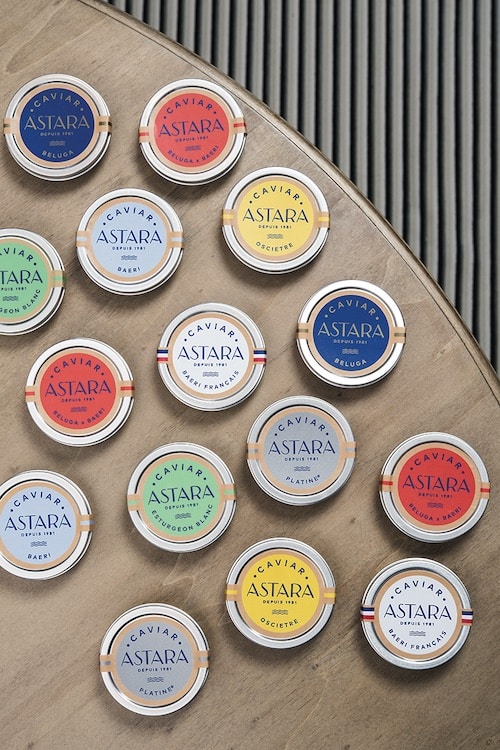 CAVIAR
ASTARA
DEPUIS 1981
BELUGA
CAVIAR
ASTARA
DEPUIS 1981
BELUGA x BAERI
CAVIAR
ASTARA
DEPUIS 1981
BAERI
CAVIAR
ASTARA
DEPUIS 1981
OSCIETRE
VIAR
TARA
1981
GEON BLANC
CAVIAR
ASTARA
DEPUIS 1981
BAERI FRANÇAIS
CAVIAR
ASTARA
DEPUIS 1981
BELUGA
CAVIAR
ASTARA
DEPUIS 1981
BELUGA x BAERI
CAVIAR
ASTARA
DEPUIS 1981
PLATINE®
CAVIAR
ASTARA
DEPUIS 1981
BELUGA x BAERI
CAVIAR
ASTARA
DEPUIS 1981
ESTURGEON BLANC
CAVIAR
ASTARA
DEPUIS 1981
BAERI
CAVIAR
ASTARA
DEPUIS 1981
OSCIETRE
CAVIAR
ASTARA
DEPUIS 1981
BAERI FRANÇAIS
CAVIAR
ASTARA
DEPUIS 1981
PLATINE®